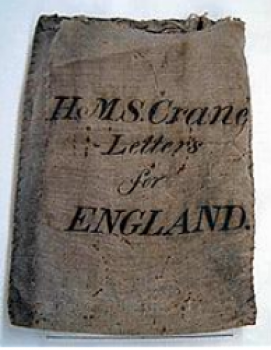 H.M.S. Crane
Letters
for
ENGLAND.